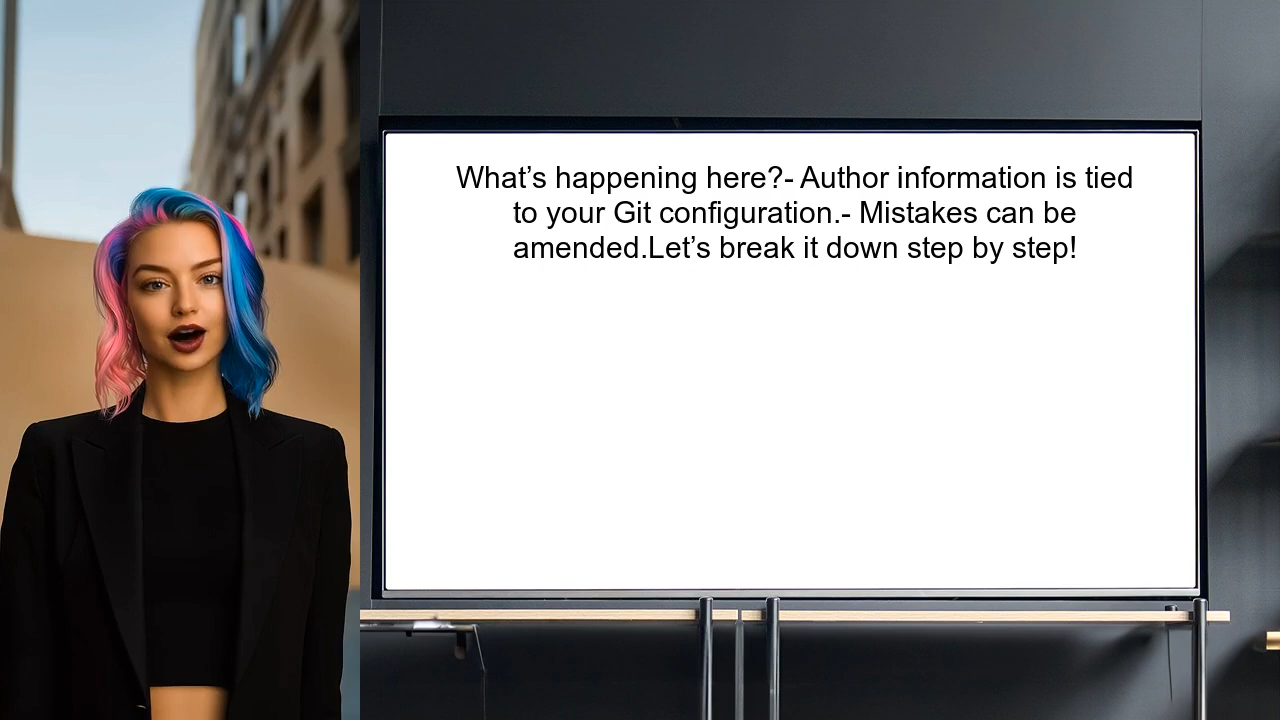 What’s happening here?- Author information is tied
to your Git configuration.- Mistakes can be
amended.Let’s break it down step by step!